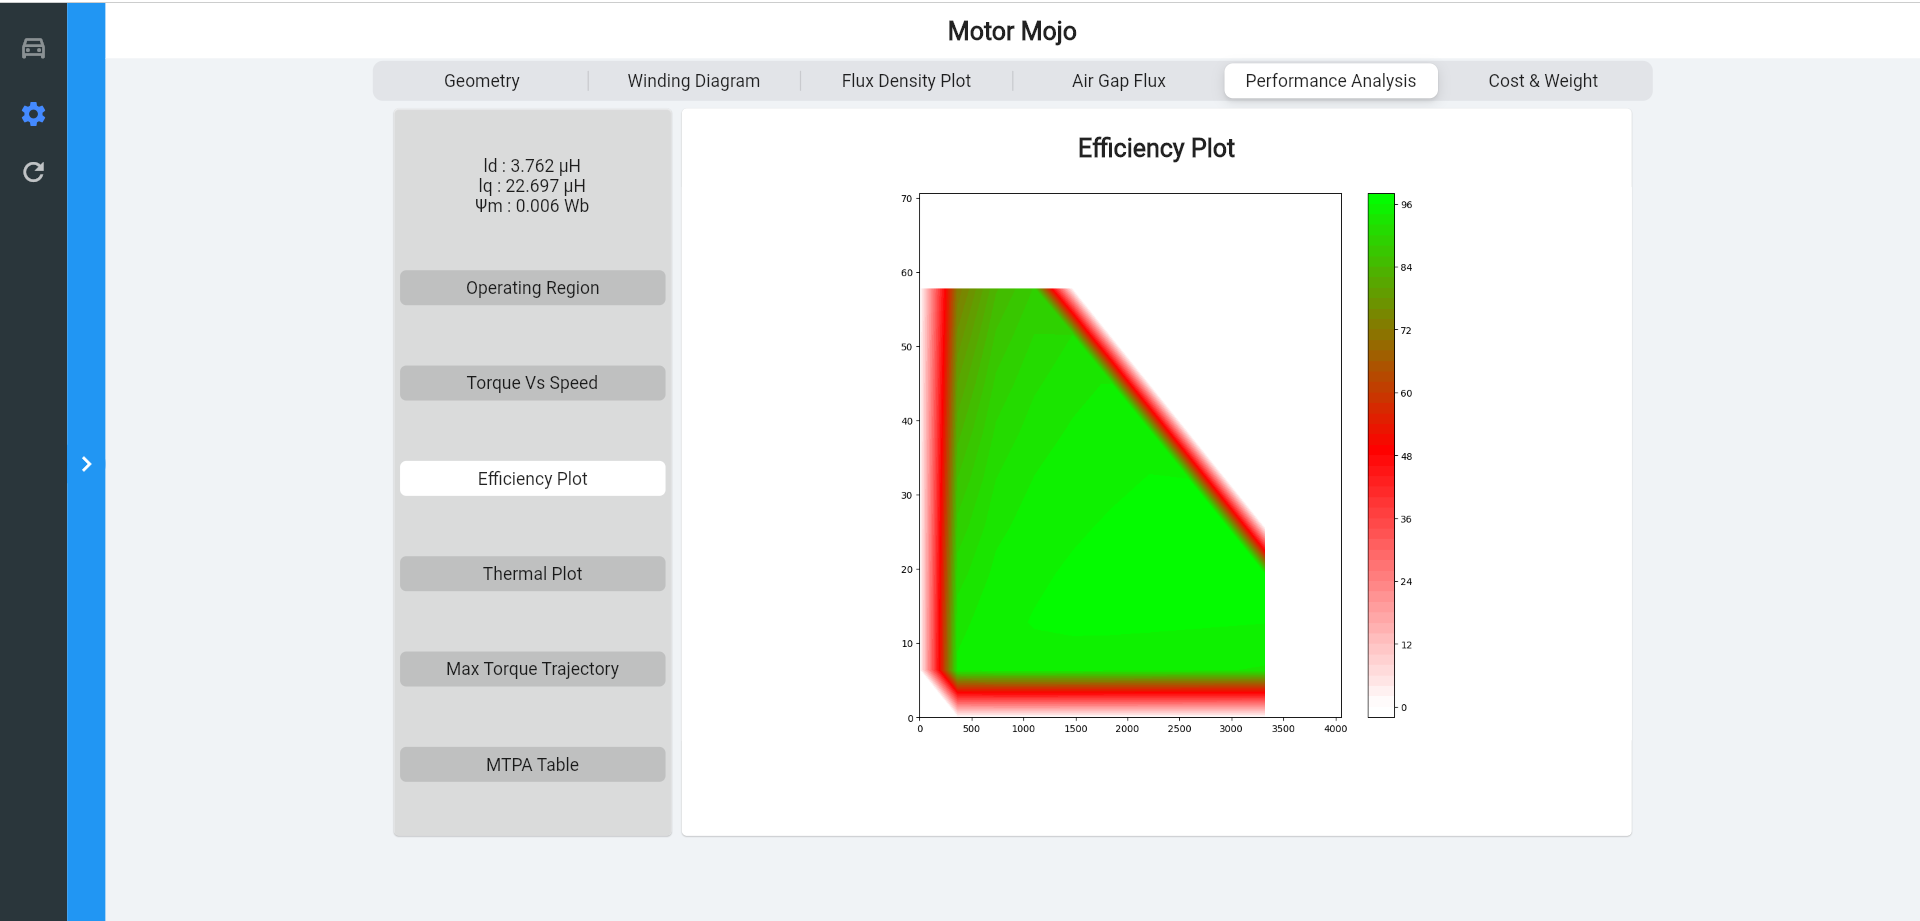 Motor Mojo
Geometry
Winding Diagram
Flux Density Plot
Air Gap Flux
Performance Analysis
Cost & Weight
ld : 3.762 μH
lq : 22.697 μH
Ψm : 0.006 Wb
Operating Region
Torque Vs Speed
Efficiency Plot
Thermal Plot
Max Torque Trajectory
MTPA Table
Efficiency Plot
70
60
50
40
30
20
10
0
0 500 1000 1500 2000 2500 3000 3500 4000
96
84
72
60
48
36
24
12
0